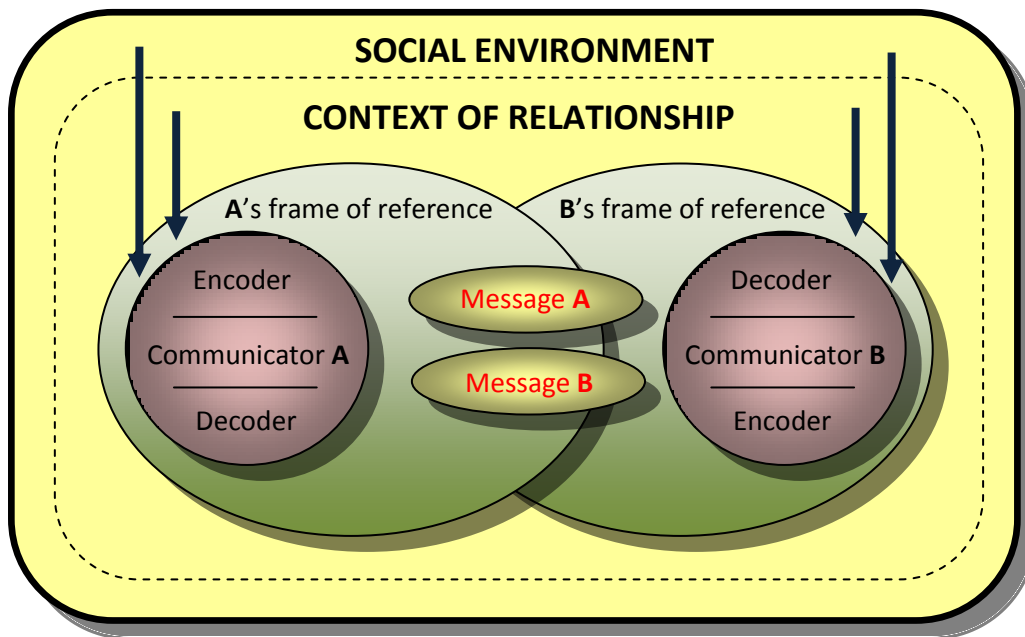 SOCIAL ENVIRONMENT
CONTEXT OF RELATIONSHIP
A's frame of reference
B's frame of reference
Encoder
Communicator A
Decoder
Message A
Message B
Decoder
Communicator B
Encoder